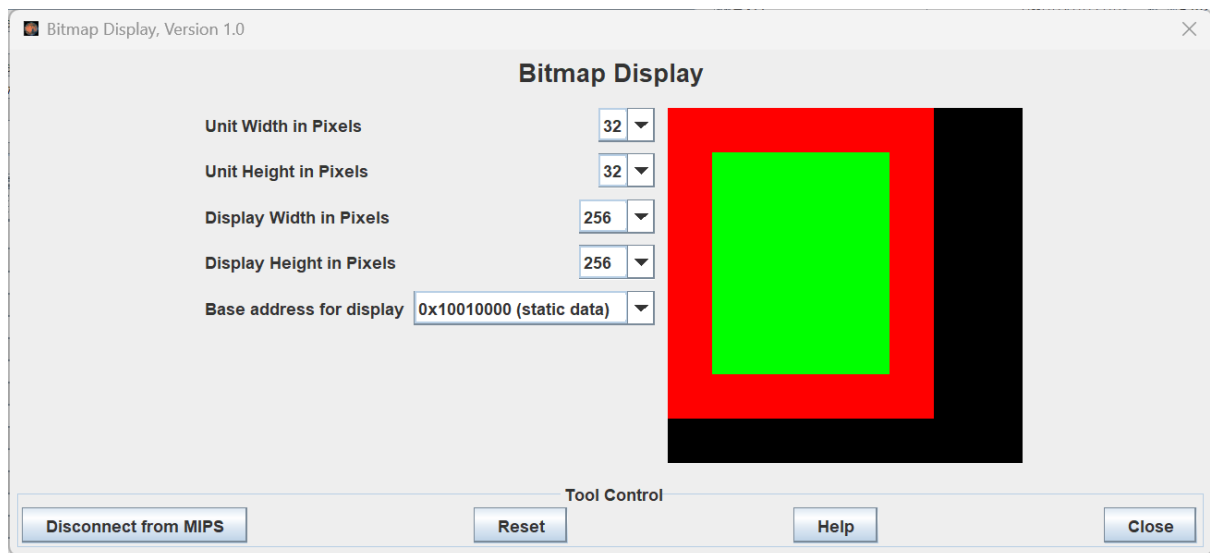 Bitmap Display, Version 1.0
Bitmap Display
Unit Width in Pixels 32
Unit Height in Pixels 32
Display Width in Pixels 256
Display Height in Pixels 256
Base address for display 0x10010000 (static data)
Tool Control
Disconnect from MIPS Reset Help Close